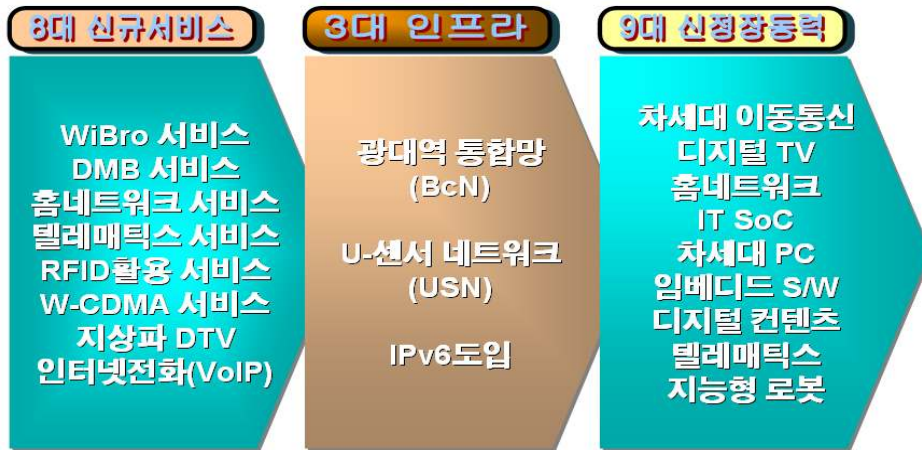 8대 신규서비스
WiBro 서비스
DMB 서비스
홈네트워크 서비스
텔레매틱스 서비스
RFID활용 서비스
W-CDMA 서비스
지상파 DTV
인터넷전화(VoIP)
3대 인프라
광대역 통합망
(BcN)
U-센서 네트워크
(USN)
IPv6도입
9대 신정장동력
차세대 이동통신
디지털 TV
홈네트워크
IT SoC
차세대 PC
임베디드 S/W
디지털 컨텐츠
텔레매틱스
지능형 로봇